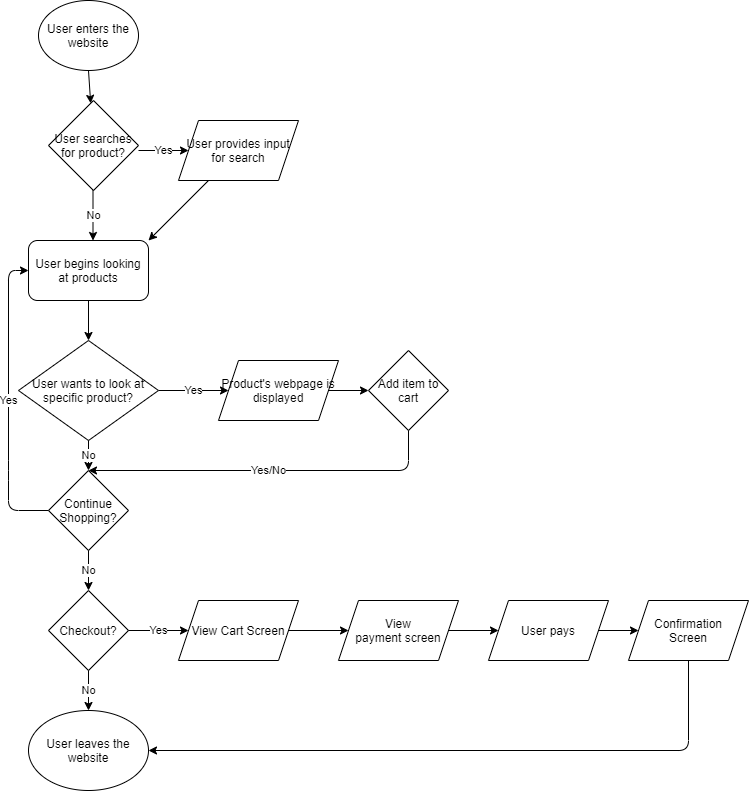 User enters the
website
User searches
for product?
Yes
User provides input
for search
No
User begins looking
at products
User wants to look at
specific product?
Yes
Product's webpage is
displayed
Add item to
cart
Yes
No
Yes/No
Continue
Shopping?
No
Checkout?
Yes
View Cart Screen
View
payment screen
User pays
Confirmation
Screen
No
User leaves the
website